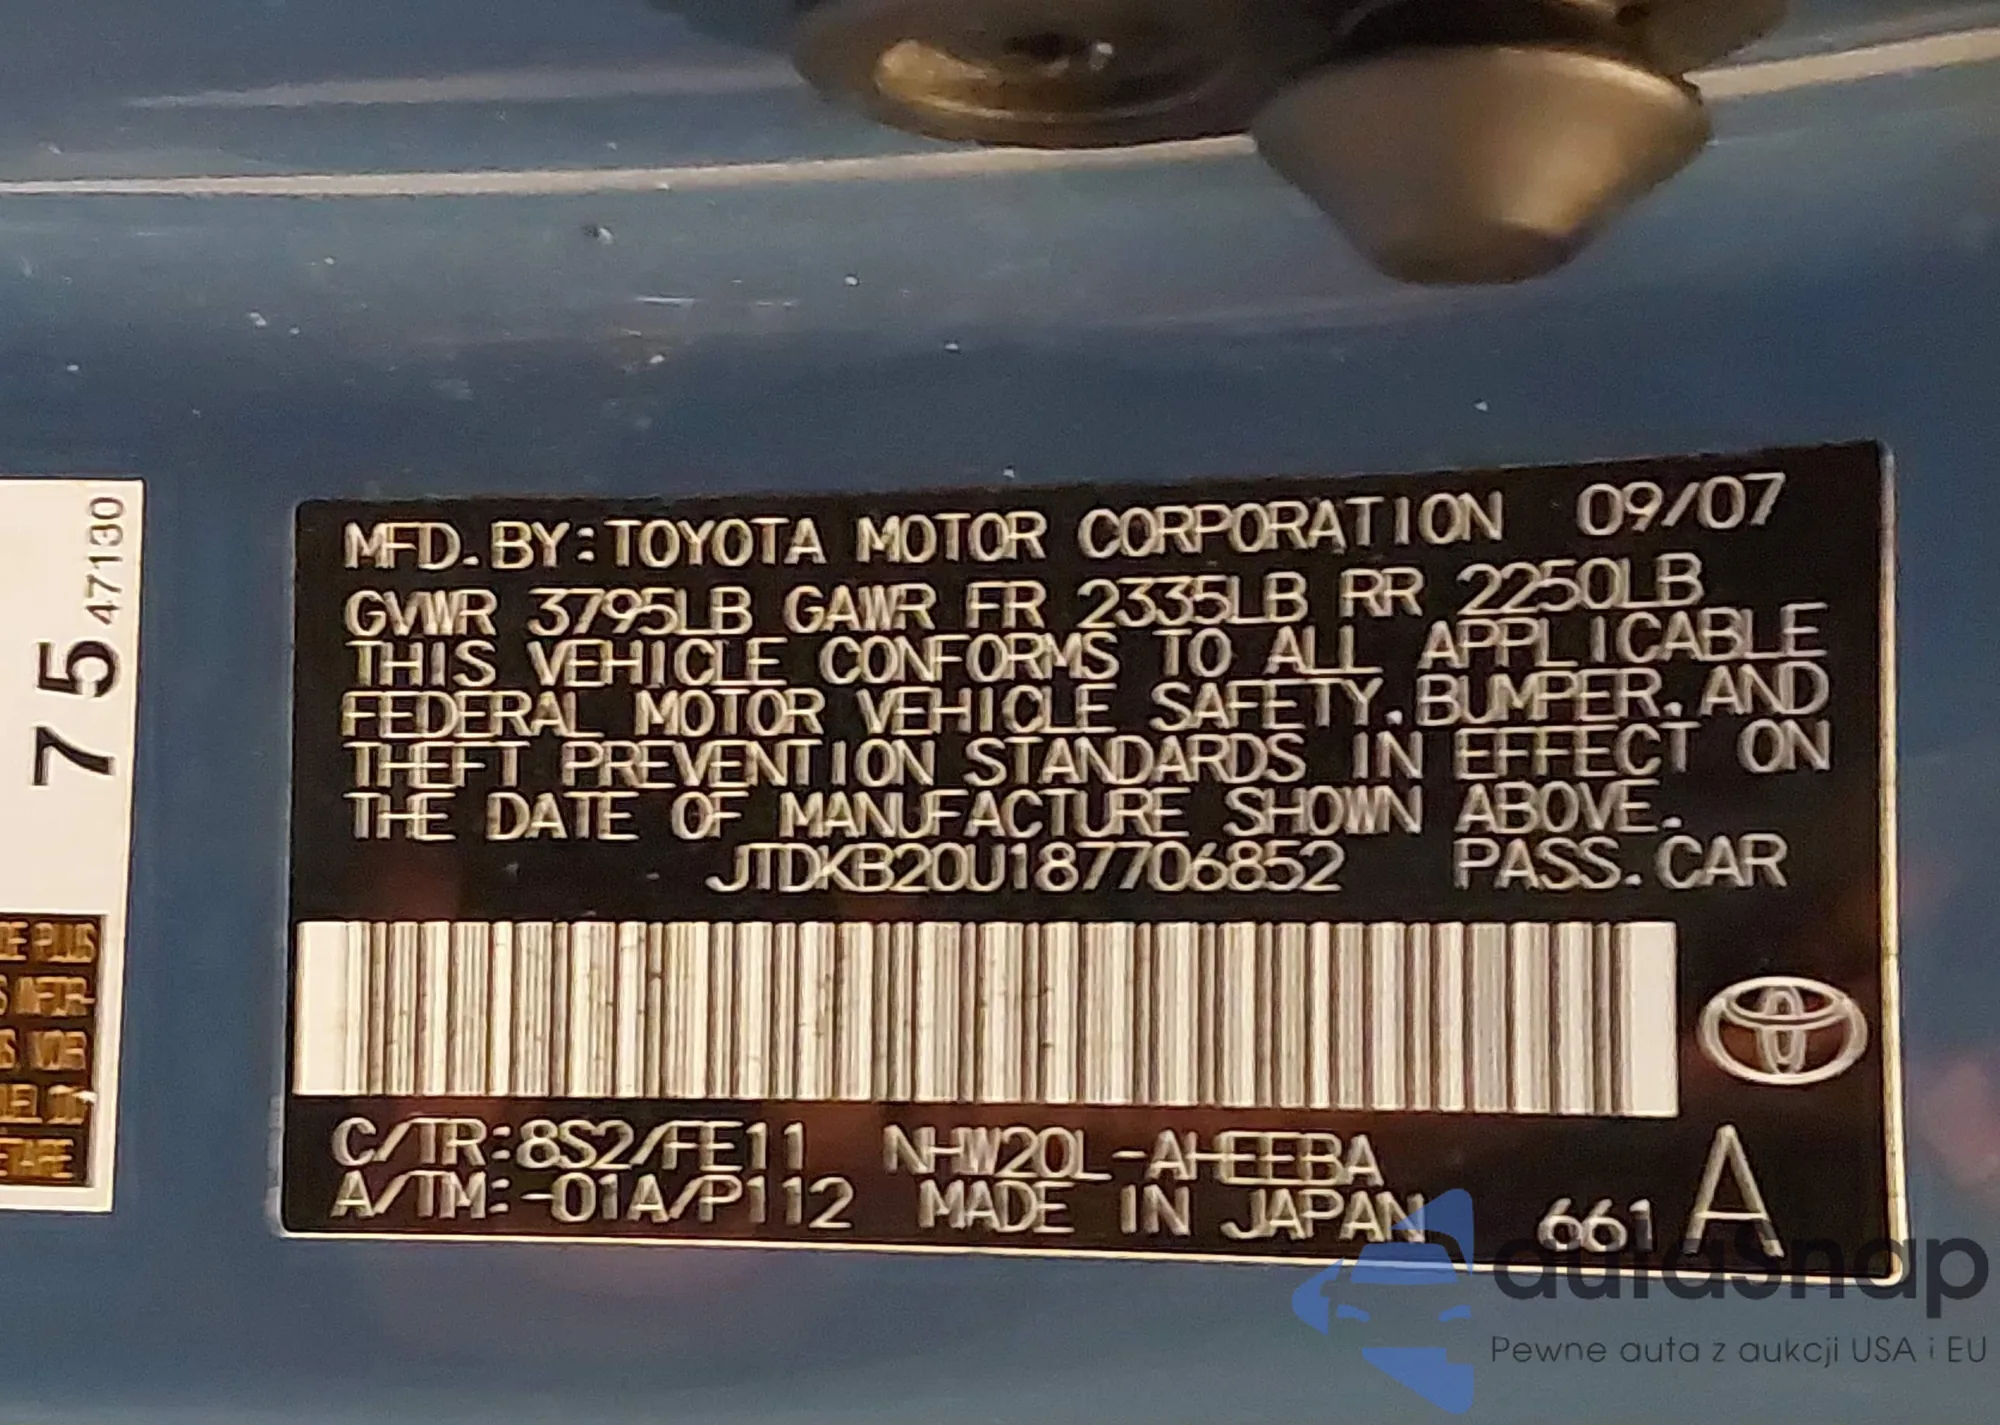 MFD. BY: TOYOTA MOTOR CORPORATION 09/07
GVWR 3795LB GAWR FR 2335LB RR 2250LB
THIS VEHICLE CONFORMS TO ALL APPLICABLE
FEDERAL MOTOR VEHICLE SAFETY, BUMPER, AND
THEFT PREVENTION STANDARDS IN EFFECT ON
THE DATE OF MANUFACTURE SHOWN ABOVE.
JTDKB20U187706852 PASS. CAR
C/TR: 8S2/FE11 NHW20L-AHEEBA
A/TM: -01A/P112 MADE IN JAPAN 661 A
75 47130
PLUS
autasnap
Pewne auta z aukcji USA i EU